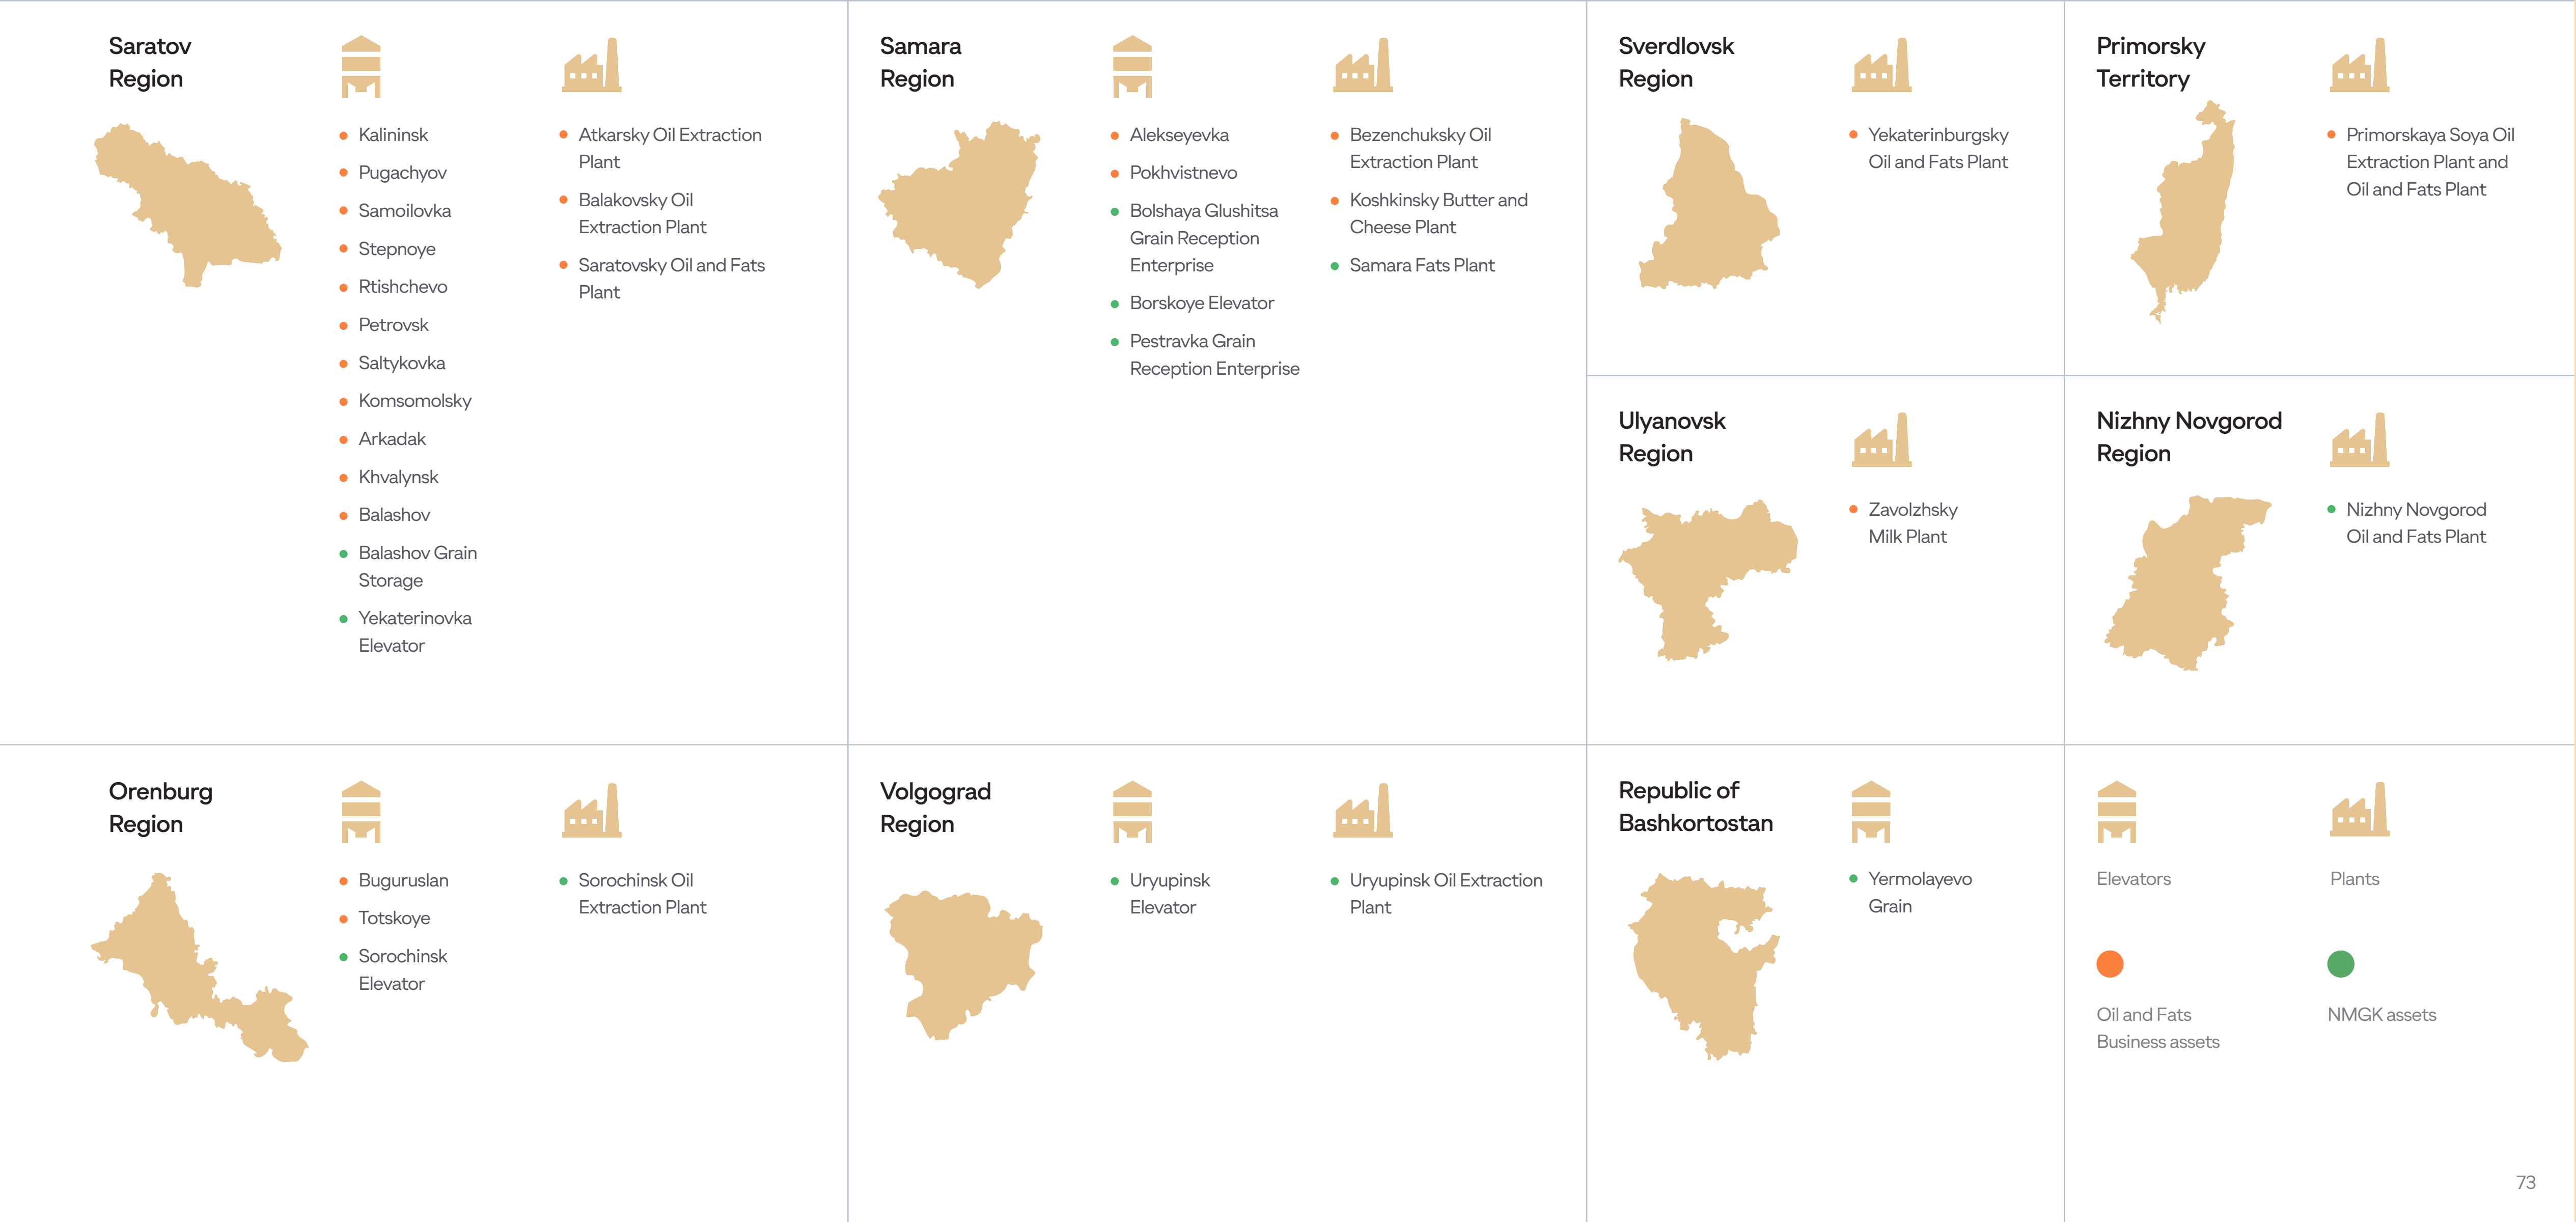 Saratov
Region
Kalininsk
Pugachyov
Samoilovka
Stepnoye
Rtishchevo
Petrovsk
Saltykovka
Komsomolsky
Arkadak
Khvalynsk
Balashov
Balashov Grain
Storage
Yekaterinovka
Elevator
Atkarsky Oil Extraction
Plant
Balakovsky Oil
Extraction Plant
Saratovsky Oil and Fats
Plant
Samara
Region
Alekseyevka
Pokhvistnevo
Bolshaya Glushitsa
Grain Reception
Enterprise
Borskoye Elevator
Pestravka Grain
Reception Enterprise
Bezenchuksky Oil
Extraction Plant
Koshkinsky Butter and
Cheese Plant
Samara Fats Plant
Sverdlovsk
Region
Yekaterinburgsky
Oil and Fats Plant
Primorsky
Territory
Primorskaya Soya Oil
Extraction Plant and
Oil and Fats Plant
Ulyanovsk
Region
Zavolzhsky
Milk Plant
Nizhny Novgorod
Region
Nizhny Novgorod
Oil and Fats Plant
Orenburg
Region
Buguruslan
Totskoye
Sorochinsk
Elevator
Sorochinsk Oil
Extraction Plant
Volgograd
Region
Uryupinsk
Elevator
Uryupinsk Oil Extraction
Plant
Republic of
Bashkortostan
Yermolayevo
Grain
Elevators
Plants
Oil and Fats
Business assets
NMGK assets
73